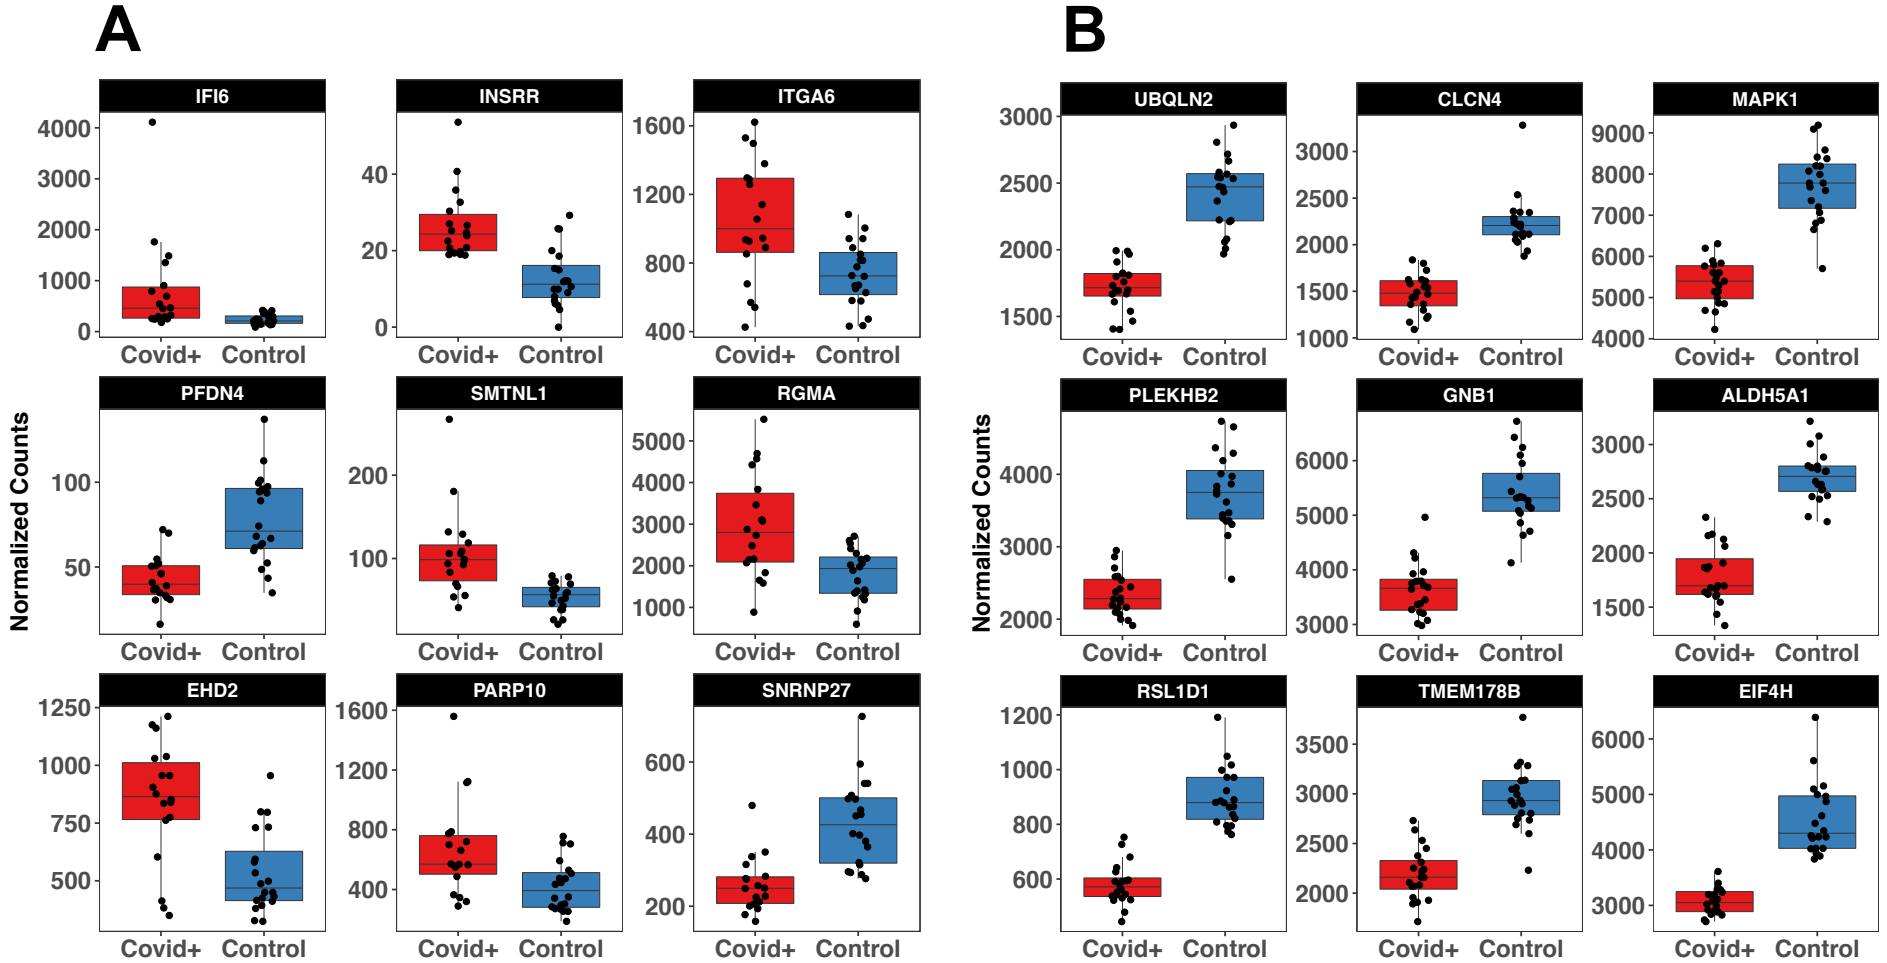 A
B
IFI6
INSRR
ITGA6
UBQLN2
CLCN4
MAPK1
4000
3000
2000
1000
0
40
20
0
1600
1200
800
400
3000
2500
2000
1500
3000
2500
2000
1500
1000
9000
8000
7000
6000
5000
4000
Covid+ Control
Covid+ Control
Covid+ Control
Covid+ Control
Covid+ Control
Covid+ Control
Normalized Counts
Normalized Counts
PFDN4
SMTNL1
RGMA
PLEKHB2
GNB1
ALDH5A1
100
50
200
100
5000
4000
3000
2000
1000
4000
3000
2000
6000
5000
4000
3000
3000
2500
2000
1500
Covid+ Control
Covid+ Control
Covid+ Control
Covid+ Control
Covid+ Control
Covid+ Control
EHD2
PARP10
SNRNP27
RSL1D1
TMEM178B
EIF4H
1250
1000
750
500
1600
1200
800
400
600
400
200
1200
1000
800
600
3500
3000
2500
2000
6000
5000
4000
3000
Covid+ Control
Covid+ Control
Covid+ Control
Covid+ Control
Covid+ Control
Covid+ Control